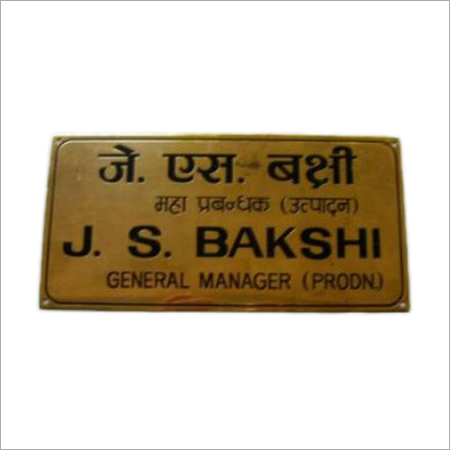 जे. एस. बक्षी
महा प्रबन्धक (उत्पादन)
J. S. BAKSHI
GENERAL MANAGER (PRODN.)